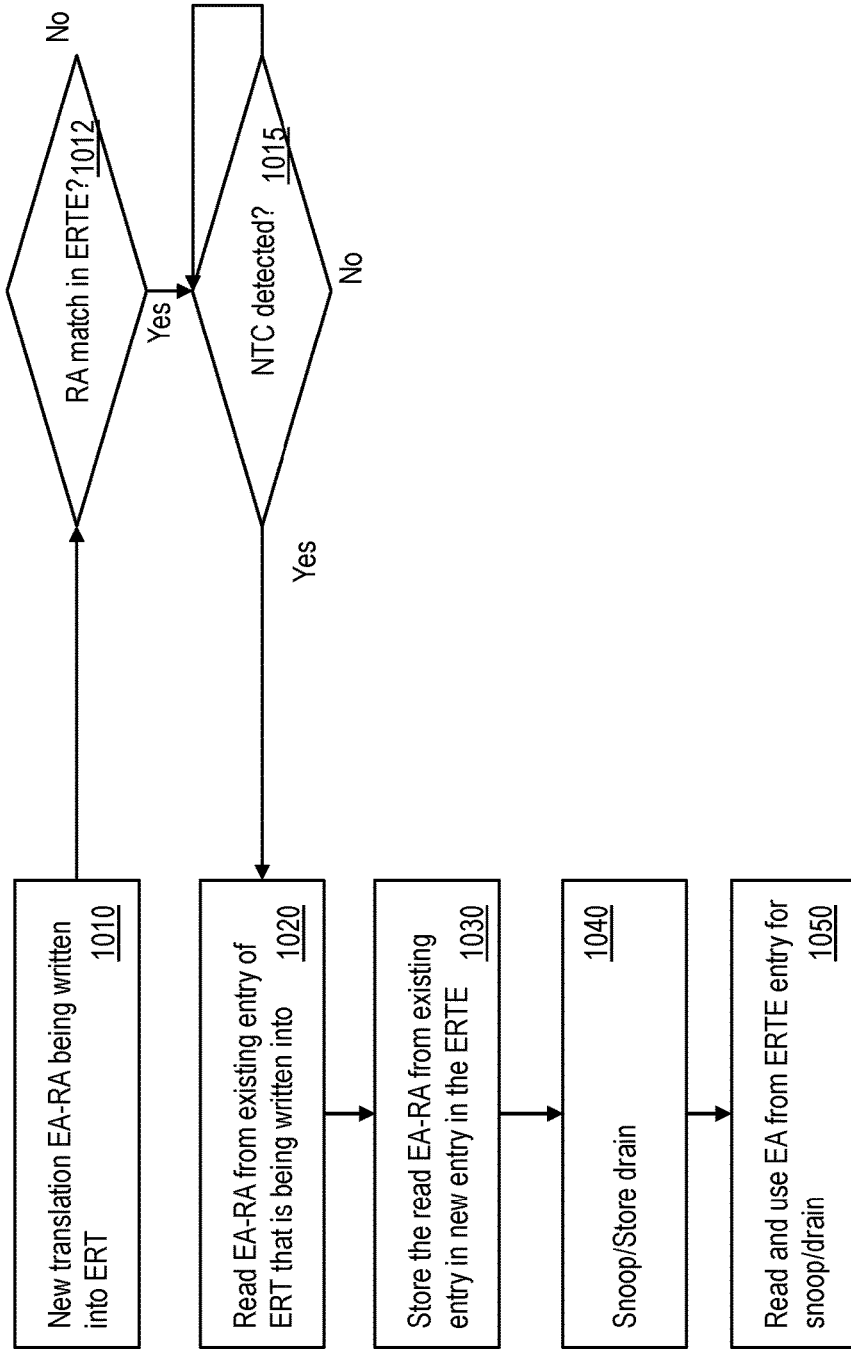 New translation EA-RA being written
into ERT
1010
RA match in ERTE?
1012
No
Yes
NTC detected?
1015
No
Yes
Read EA-RA from existing entry of
ERT that is being written into
1020
Store the read EA-RA from existing
entry in new entry in the ERTE
1030
Snoop/Store drain
1040
Read and use EA from ERTE entry for
snoop/drain
1050